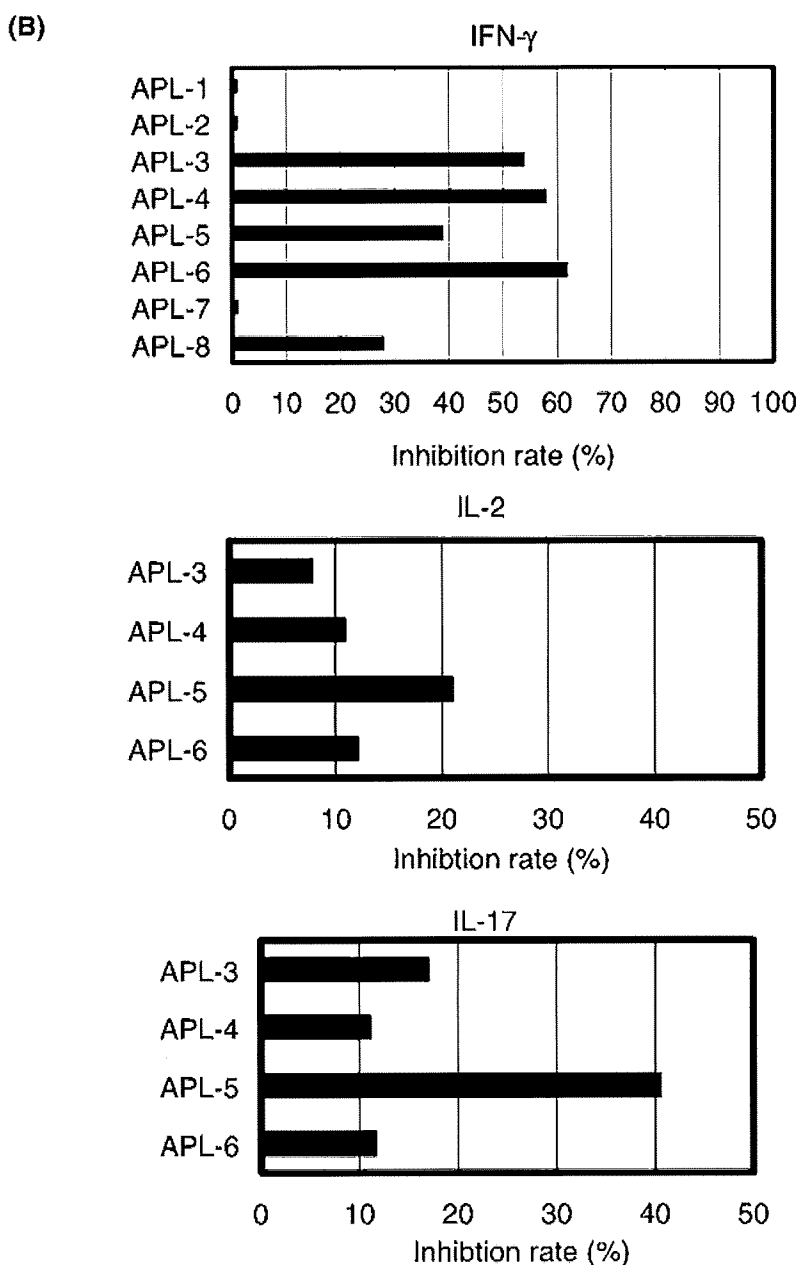 (B)
IFN-γ
APL-1
APL-2
APL-3
APL-4
APL-5
APL-6
APL-7
APL-8
0 10 20 30 40 50 60 70 80 90 100
Inhibition rate (%)
IL-2
APL-3
APL-4
APL-5
APL-6
0 10 20 30 40 50
Inhibtion rate (%)
IL-17
APL-3
APL-4
APL-5
APL-6
0 10 20 30 40 50
Inhibtion rate (%)